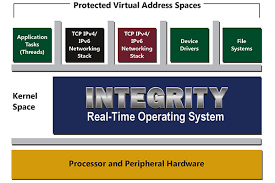 Protected Virtual Address Spaces
Application
Tasks
(Threads)
TCP IPv4/
IPv6
Networking
Stack
TCP IPv4/
IPv6
Networking
Stack
Device
Drivers
File
Systems
Kernel
Space
INTEGRITY
Real-Time Operating System
Processor and Peripheral Hardware